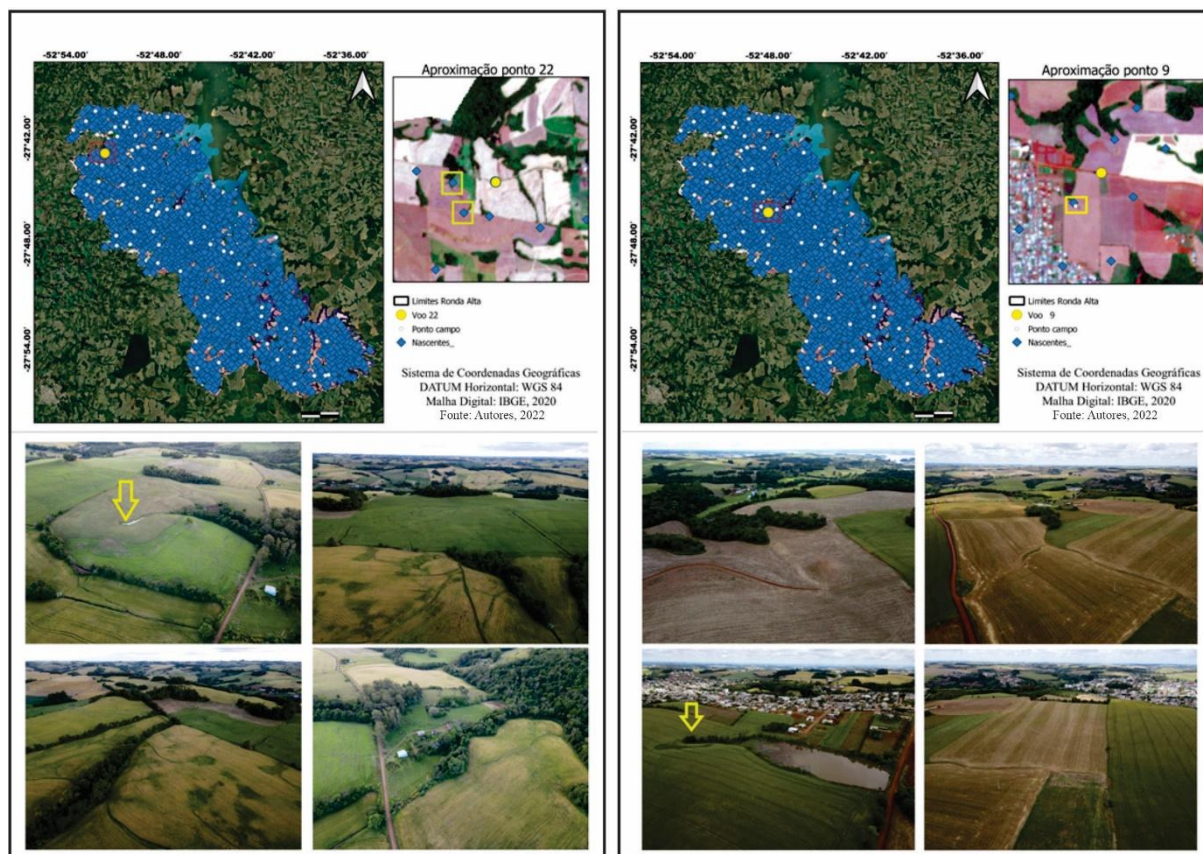 -52°54.00′ -52°48.00′ -52°42.00′ -52°36.00′
-27°42.00′
-27°48.00′
-27°54.00′
Aproximação ponto 22
Limites Ronda Alta
Voo 22
Ponto campo
Nascentes_
Sistema de Coordenadas Geográficas
DATUM Horizontal: WGS 84
Malha Digital: IBGE, 2020
Fonte: Autores, 2022
-52°54.00′ -52°48.00′ -52°42.00′ -52°36.00′
-27°42.00′
-27°48.00′
-27°54.00′
Aproximação ponto 9
Limites Ronda Alta
Voo 9
Ponto campo
Nascentes_
Sistema de Coordenadas Geográficas
DATUM Horizontal: WGS 84
Malha Digital: IBGE, 2020
Fonte: Autores, 2022